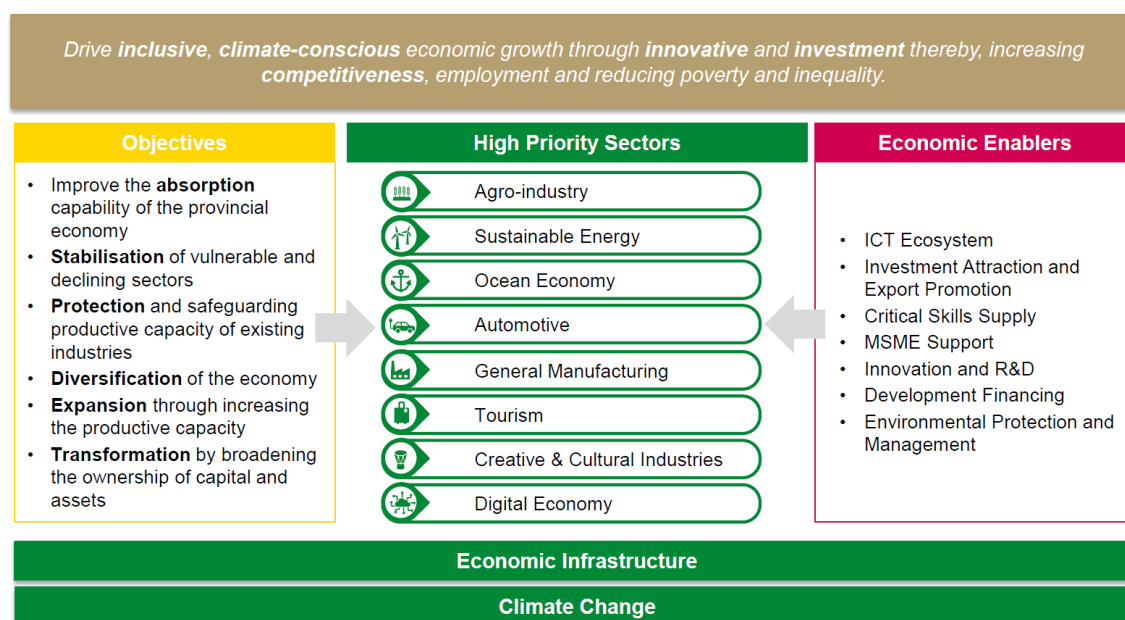 Drive inclusive, climate-conscious economic growth through innovative and investment thereby, increasing
competitiveness, employment and reducing poverty and inequality.
Objectives
• Improve the absorption
capability of the provincial
economy
• Stabilisation of vulnerable and
declining sectors
• Protection and safeguarding
productive capacity of existing
industries
• Diversification of the economy
• Expansion through increasing
the productive capacity
• Transformation by broadening
the ownership of capital and
assets
High Priority Sectors
Agro-industry
Sustainable Energy
Ocean Economy
Automotive
General Manufacturing
Tourism
Creative & Cultural Industries
Digital Economy
Economic Enablers
• ICT Ecosystem
• Investment Attraction and
Export Promotion
• Critical Skills Supply
• MSME Support
• Innovation and R&D
• Development Financing
• Environmental Protection and
Management
Economic Infrastructure
Climate Change